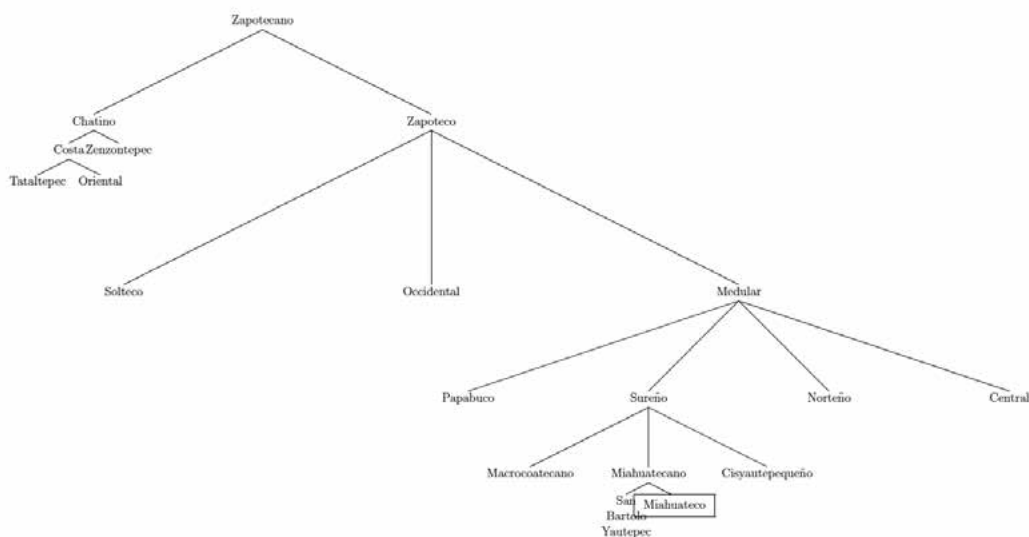 Zapotecano
Chatino Zapoteco
Costa Zenzontepec
Tataltepec Oriental
Solteco Occidental Medular
Papabuco Sureño Norteño Central
Macrocoatecano Miahuatecano Cisyautepequeño
San Miahuateco
Bartolo
Yautepec